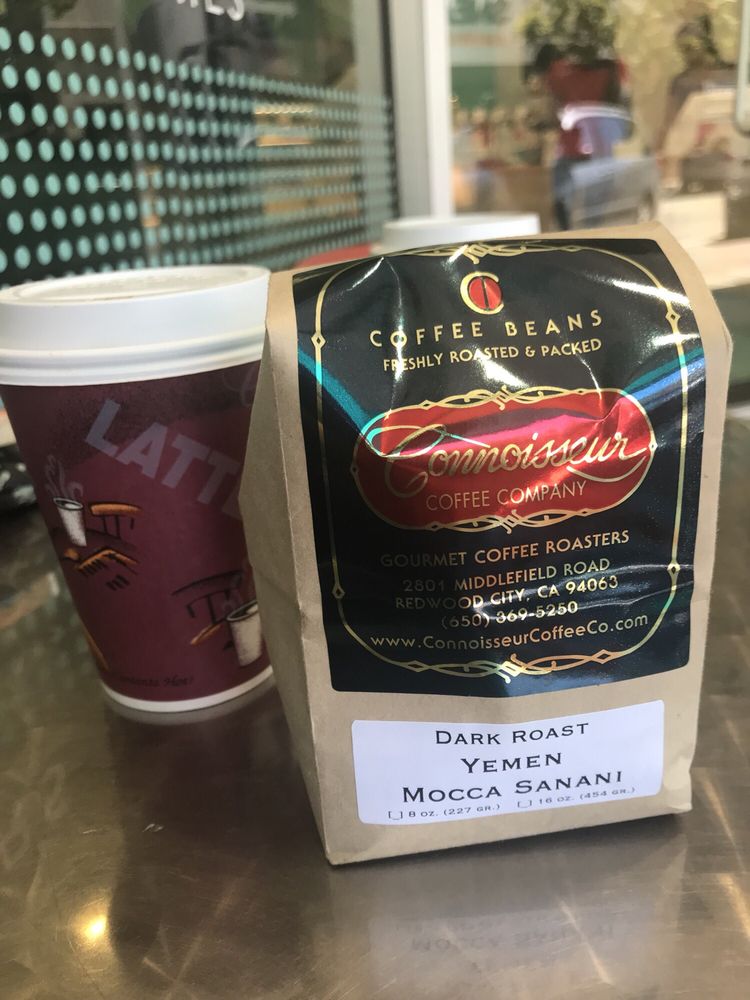 LATTE
COFFEE BEANS
FRESHLY ROASTED & PACKED
Connoisseur
COFFEE COMPANY
GOURMET COFFEE ROASTERS
2801 MIDDLEFIELD ROAD
REDWOOD CITY, CA 94063
(650) 369-5250
www.ConnoisseurCoffeeCo.com
DARK ROAST
YEMEN
MOCCA SANANI
8 OZ. (227 GR.) 16 OZ. (454 GR.)
Hot!